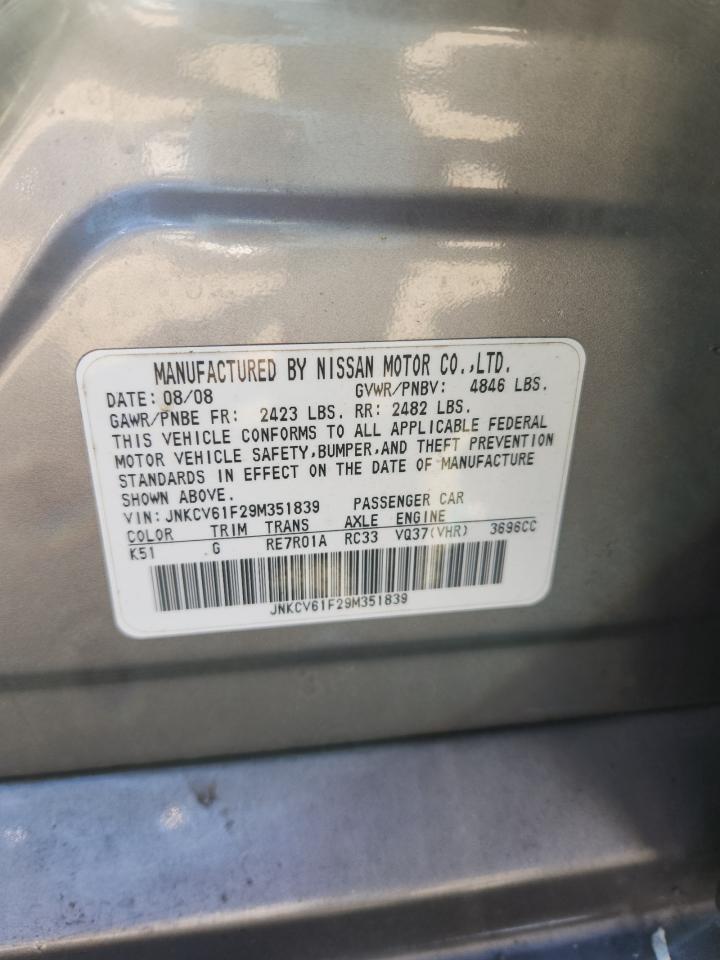 MANUFACTURED BY NISSAN MOTOR CO.,LTD.
DATE: 08/08 GVWR/PNBV: 4846 LBS.
GAWR/PNBE FR: 2423 LBS. RR: 2482 LBS.
THIS VEHICLE CONFORMS TO ALL APPLICABLE FEDERAL
MOTOR VEHICLE SAFETY,BUMPER,AND THEFT PREVENTION
STANDARDS IN EFFECT ON THE DATE OF MANUFACTURE
SHOWN ABOVE.
VIN: JNKCV61F29M351839 PASSENGER CAR
COLOR TRIM TRANS AXLE ENGINE
K51 G RE7R01A RC33 VQ37(VHR) 3696CC
JNKCV61F29M351839